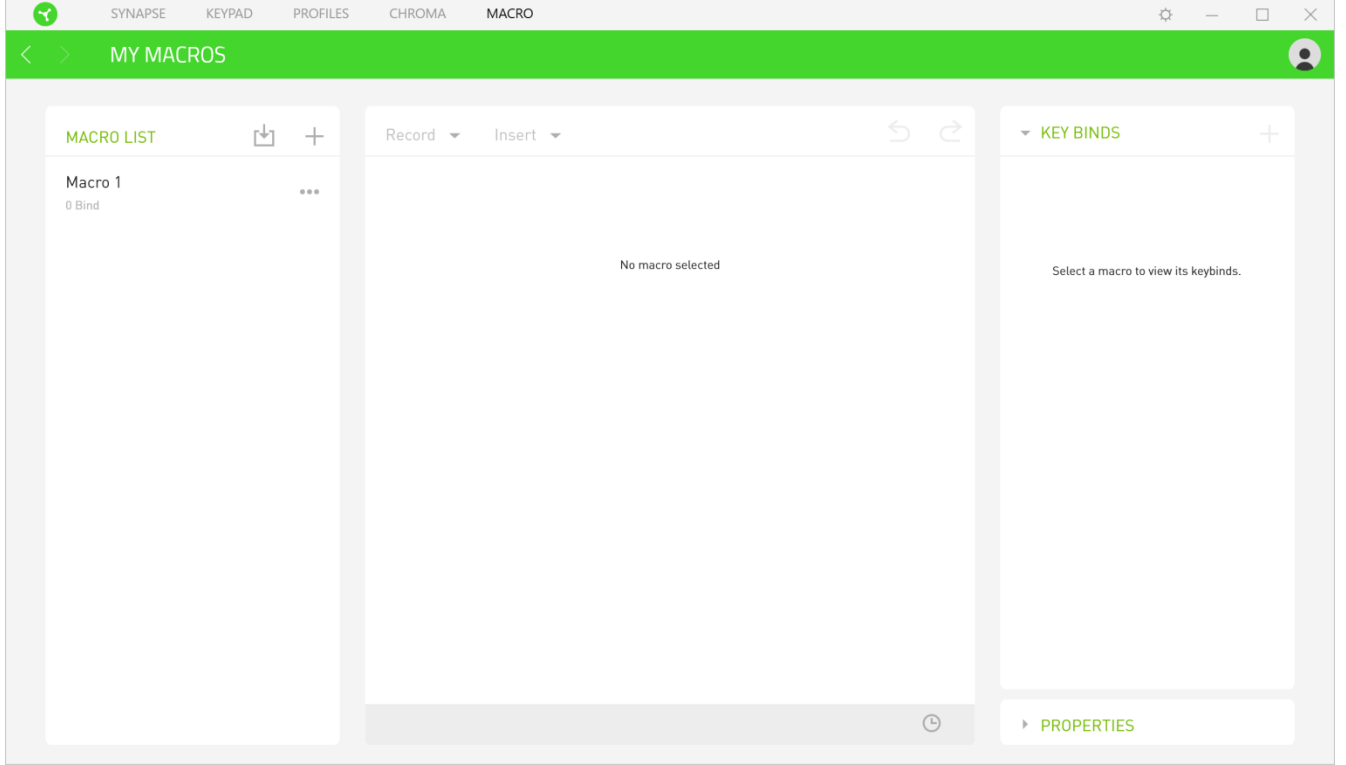 SYNAPSE KEYPAD PROFILES CHROMA MACRO
MY MACROS
MACRO LIST
Macro 1
0 Bind
Record Insert
No macro selected
KEY BINDS
Select a macro to view its keybinds.
PROPERTIES